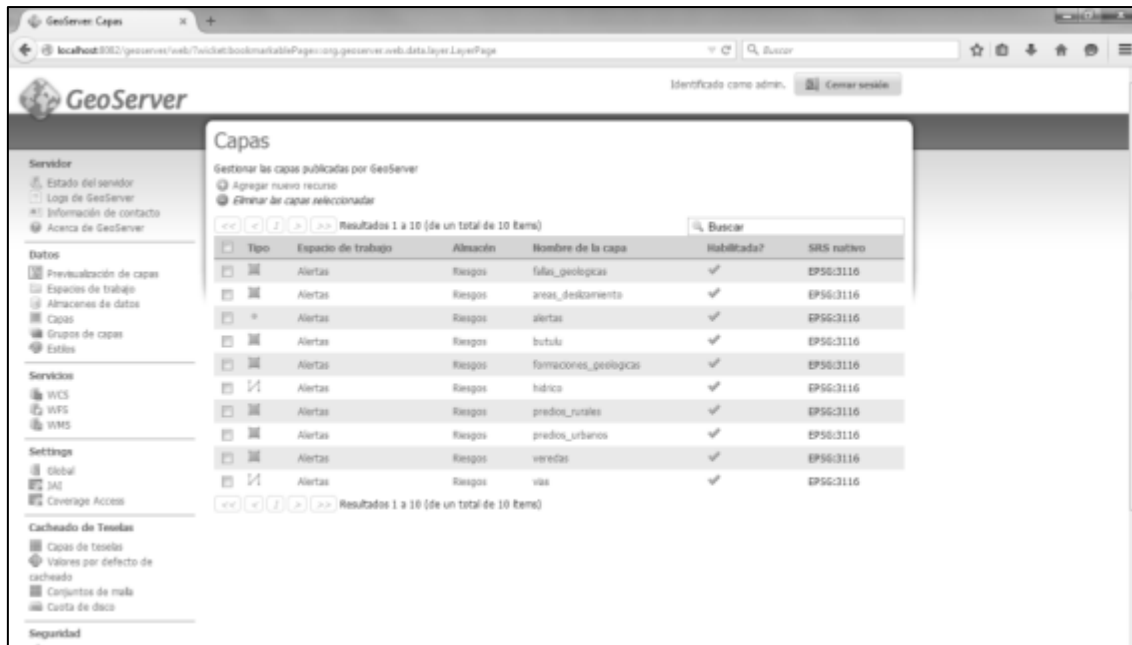 GeoServer: Capas
localhost:8082/geoserver/web/?wicket:bookmarkablePage=:org.geoserver.web.data.layer.LayerPage
Buscar
GeoServer
Identificado como admin.
Cerrar sesión
Servidor
Estado del servidor
Logs de GeoServer
Información de contacto
Acerca de GeoServer
Datos
Previsualización de capas
Espacios de trabajo
Almacenes de datos
Capas
Grupos de capas
Estilos
Servicios
WCS
WFS
WMS
Settings
Global
JAI
Coverage Access
Cacheado de Teselas
Capas de teselas
Valores por defecto de
cacheado
Conjuntos de malla
Cuota de disco
Seguridad
Capas
Gestionar las capas publicadas por GeoServer
Agregar nuevo recurso
Eliminar las capas seleccionadas
<< < 1 > >> Resultados 1 a 10 (de un total de 10 ítems)
Buscar
Tipo Espacio de trabajo Almacén Nombre de la capa Habilitada? SRS nativo
Alertas Riesgos fallas_geologicas EPSG:3116
Alertas Riesgos areas_deslizamiento EPSG:3116
Alertas Riesgos alertas EPSG:3116
Alertas Riesgos butulu EPSG:3116
Alertas Riesgos formaciones_geologicas EPSG:3116
Alertas Riesgos hidrico EPSG:3116
Alertas Riesgos predios_rurales EPSG:3116
Alertas Riesgos predios_urbanos EPSG:3116
Alertas Riesgos veredas EPSG:3116
Alertas Riesgos vias EPSG:3116
<< < 1 > >> Resultados 1 a 10 (de un total de 10 ítems)